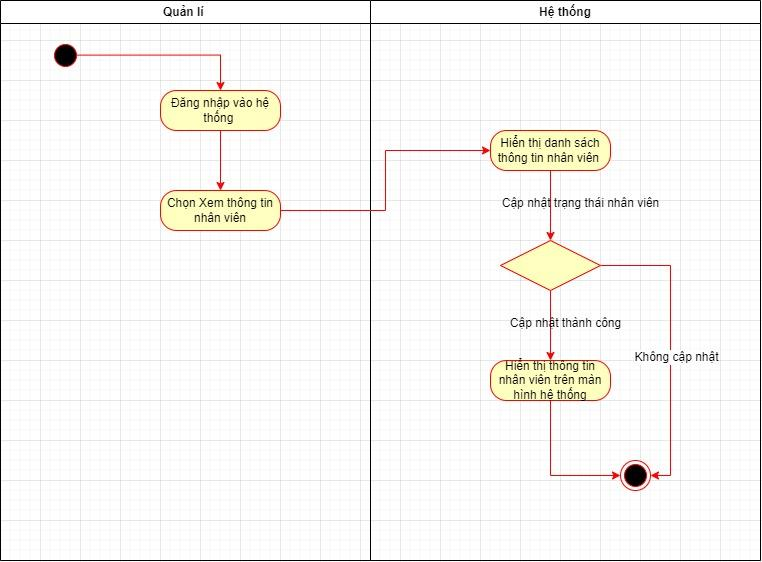 Quản lí
Hệ thống
Đăng nhập vào hệ
thống
Chọn Xem thông tin
nhân viên
Hiển thị danh sách
thông tin nhân viên
Cập nhật trạng thái nhân viên
Cập nhật thành công
Không cập nhật
Hiển thị thông tin
nhân viên trên màn
hình hệ thống